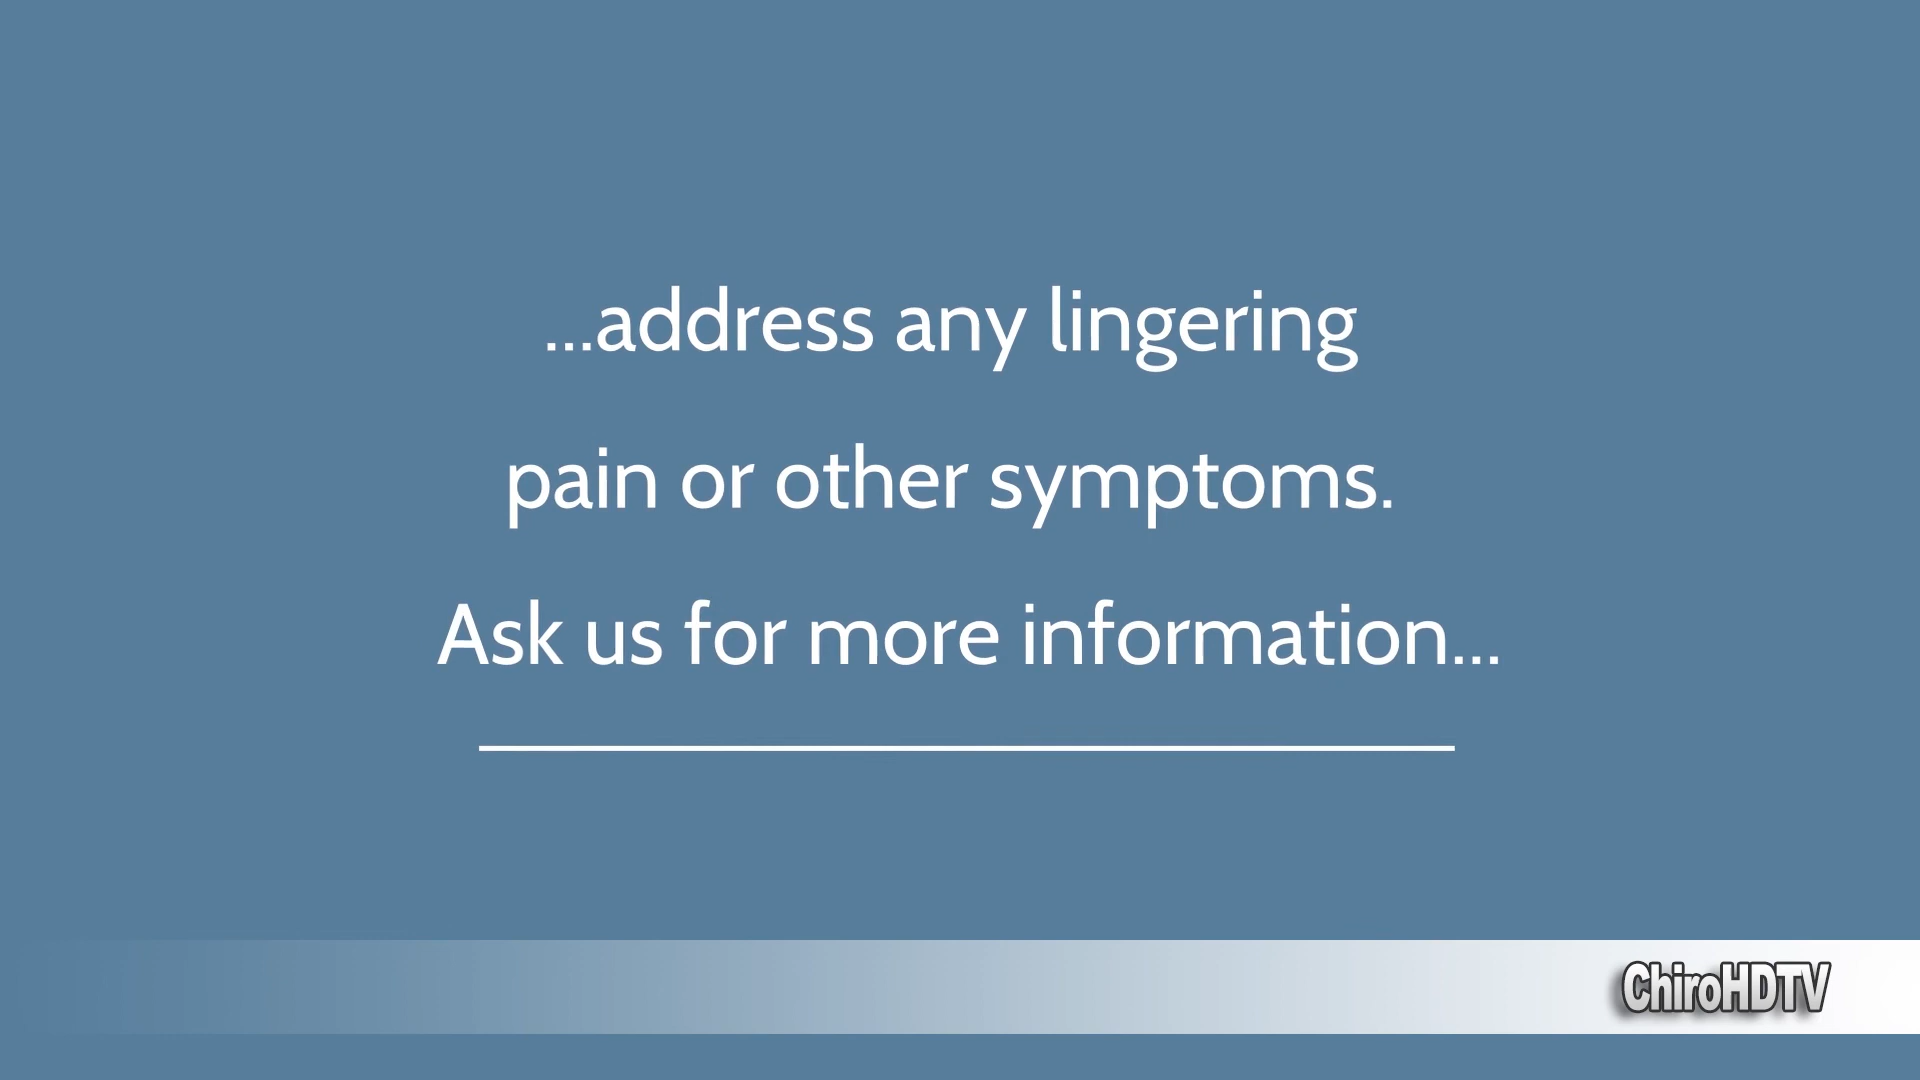 ...address any lingering
pain or other symptoms.
Ask us for more information...
ChiroHDTV